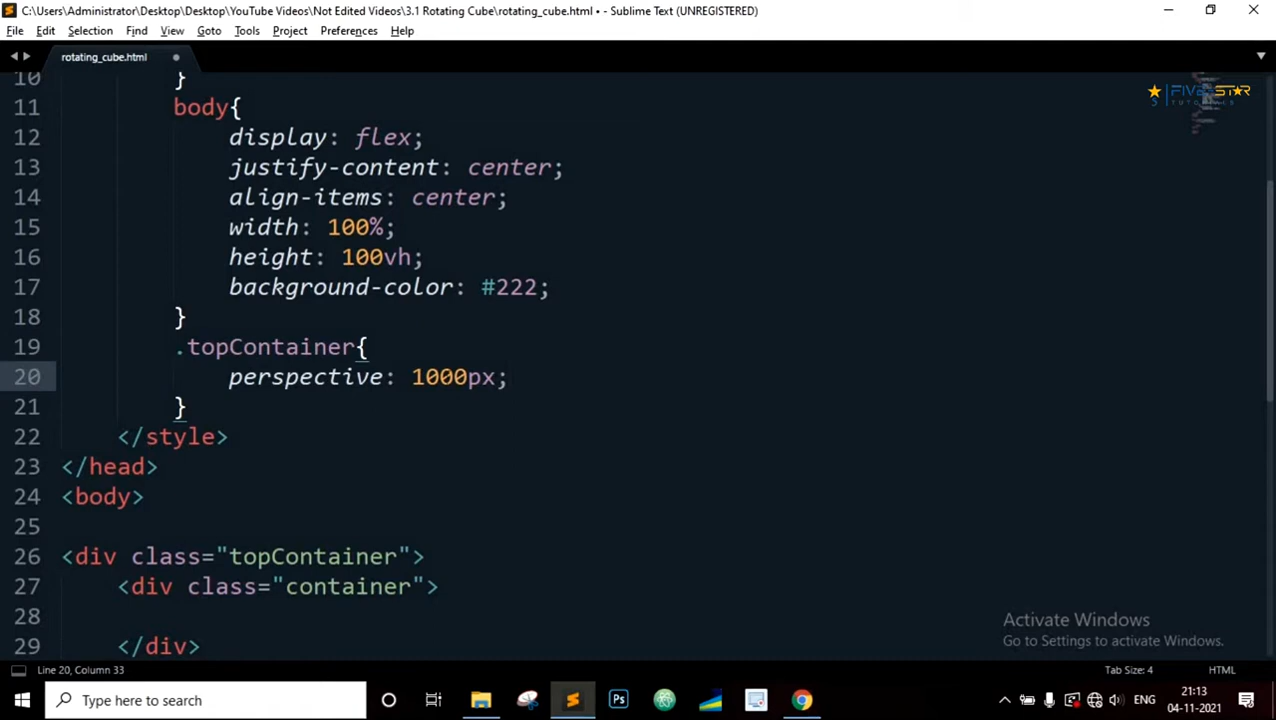 C:\Users\Administrator\Desktop\Desktop\YouTube Videos\Not Edited Videos\3.1 Rotating Cube\rotating_cube.html • - Sublime Text (UNREGISTERED)
File Edit Selection Find View Goto Tools Project Preferences Help
rotating_cube.html
10 }
11 body{
12 display: flex;
13 justify-content: center;
14 align-items: center;
15 width: 100%;
16 height: 100vh;
17 background-color: #222;
18 }
19 .topContainer{
20 perspective: 1000px;
21 }
22 </style>
23 </head>
24 <body>
25
26 <div class="topContainer">
27 <div class="container">
28
29 </div>
FIVE STAR
TUTORIALS
Activate Windows
Go to Settings to activate Windows.
Line 20, Column 33 Tab Size: 4 HTML
Type here to search
Ps
ENG
21:13
04-11-2021